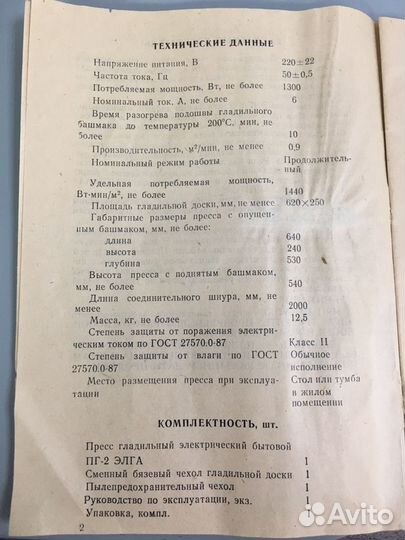 ТЕХНИЧЕСКИЕ ДАННЫЕ
Напряжение питания, В 220±22
Частота тока, Гц 50±0,5
Потребляемая мощность, Вт, не более 1300
Номинальный ток, А, не более 6
Время разогрева подошвы гладильного
башмака до температуры 200°С, мин, не
более 10
Производительность, м²/мин, не менее 0,9
Номинальный режим работы Продолжитель-
ный
Удельная потребляемая мощность,
Вт·мин/м², не более 1440
Площадь гладильной доски, мм, не менее 620×250
Габаритные размеры пресса с опущен-
ным башмаком, мм, не более:
длина 640
высота 240
глубина 530
Высота пресса с поднятым башмаком,
мм, не более 540
Длина соединительного шнура, мм, не
менее 2000
Масса, кг, не более 12,5
Степень защиты от поражения электри-
ческим током по ГОСТ 27570.0-87 Класс II
Степень защиты от влаги по ГОСТ Обычное
27570.0-87 исполнение
Место размещения пресса при эксплуа- Стол или тумба
тации в жилом
помещении
КОМПЛЕКТНОСТЬ, шт.
Пресс гладильный электрический бытовой
ПГ-2 ЭЛГА 1
Сменный бязевый чехол гладильной доски 1
Пылепредохранительный чехол 1
Руководство по эксплуатации, экз. 1
Упаковка, компл. 1
2
Avito